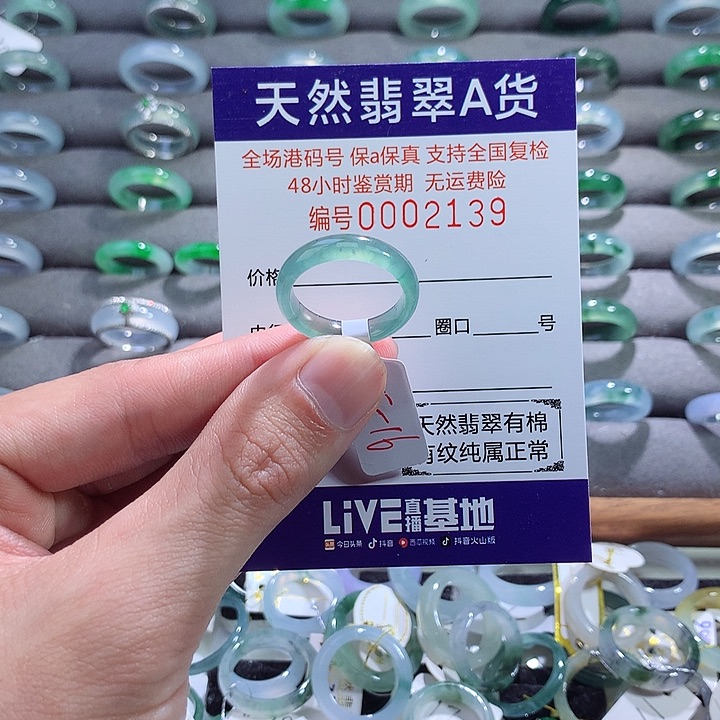 天然翡翠A货
全场港码号 保a保真 支持全国复检
48小时鉴赏期 无运费险
编号0002139
价格
圈口 号
天然翡翠有棉
有纹纯属正常
LiVE直播基地
今日头条 抖音 西瓜视频 抖音火山版